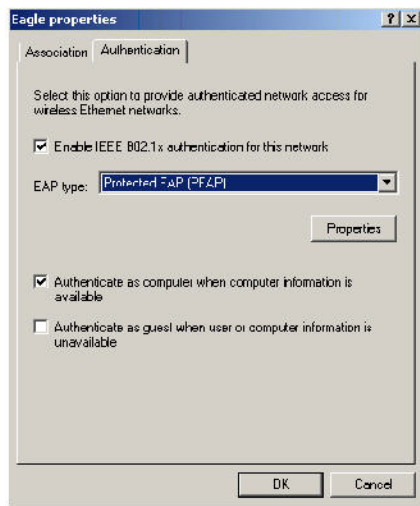 Eagle properties
Association
Authentication
Select this option to provide authenticated network access for
wireless Ethernet networks.
Enable IEEE 802.1x authentication for this network
EAP type:
Protected EAP (PEAP)
Properties
Authenticate as computer when computer information is
available
Authenticate as guest when user or computer information is
unavailable
OK
Cancel